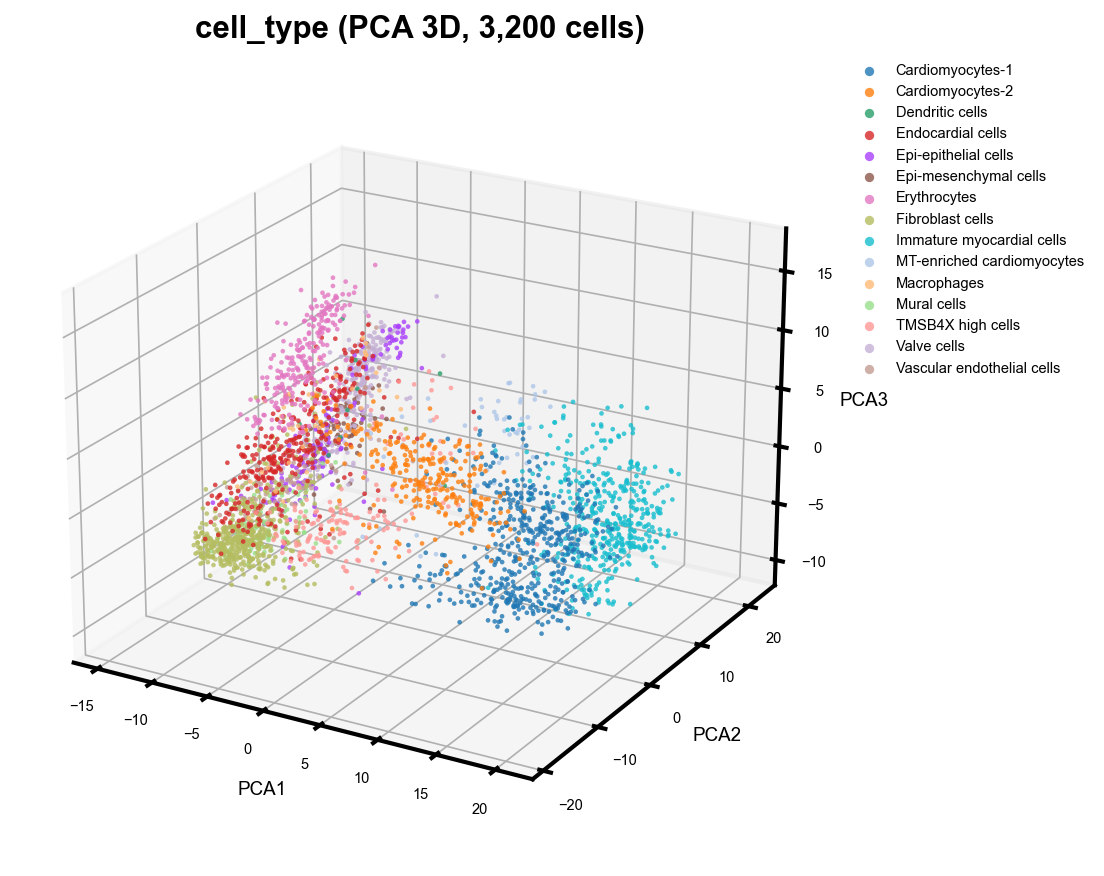 cell_type (PCA 3D, 3,200 cells)
Cardiomyocytes-1
Cardiomyocytes-2
Dendritic cells
Endocardial cells
Epi-epithelial cells
Epi-mesenchymal cells
Erythrocytes
Fibroblast cells
Immature myocardial cells
MT-enriched cardiomyocytes
Macrophages
Mural cells
TMSB4X high cells
Valve cells
Vascular endothelial cells
15
10
5
0
−5
−10
PCA3
20
10
0
−10
−20
PCA2
−15
−10
−5
0
5
10
15
20
PCA1